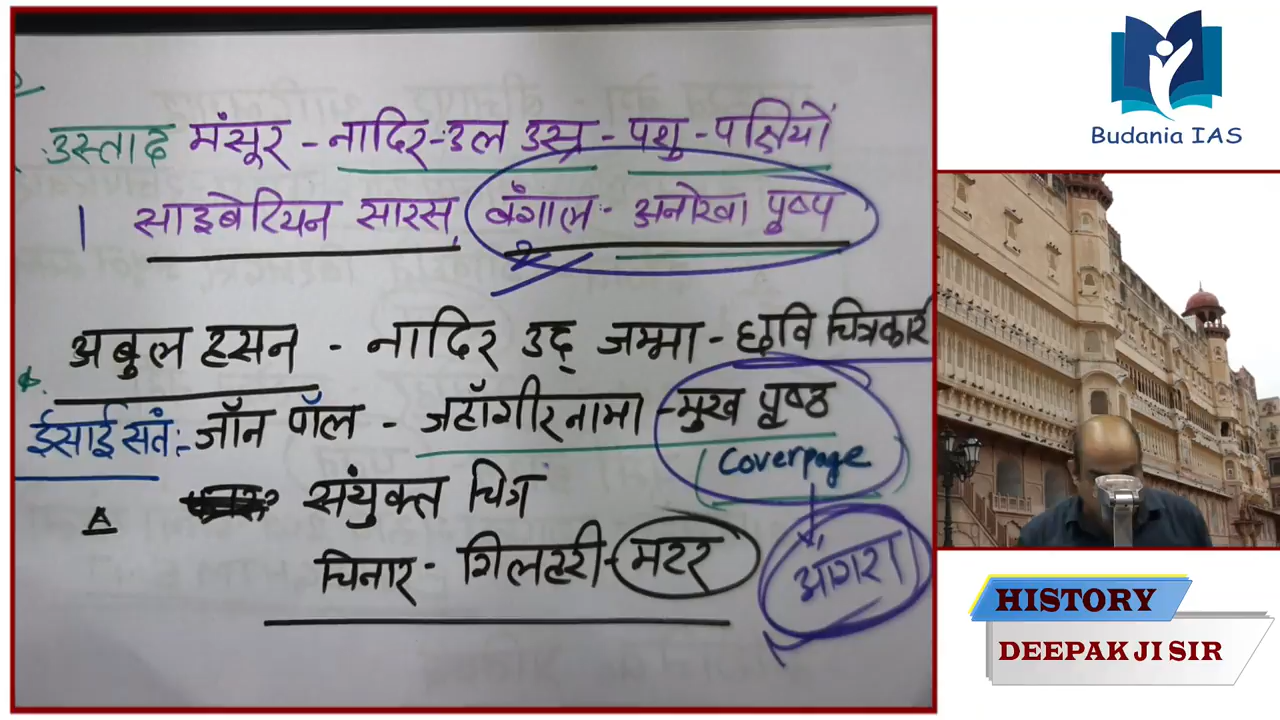 उस्ताद मंसूर - नादिर-उल उस्र - पशु - पक्षियों
साइबेरियन सारस, बंगाल - अनोखा पुष्प
अबुल हसन - नादिर उद् जम्मा - छवि चित्रकार
ईसाई संत:- जॉन पॉल - जहाँगीरनामा - मुख पृष्ठ
Coverpage
संयुक्त चित्र
चिनार - गिलहरी - मटर
आगरा
Budania IAS
HISTORY
DEEPAK JI SIR